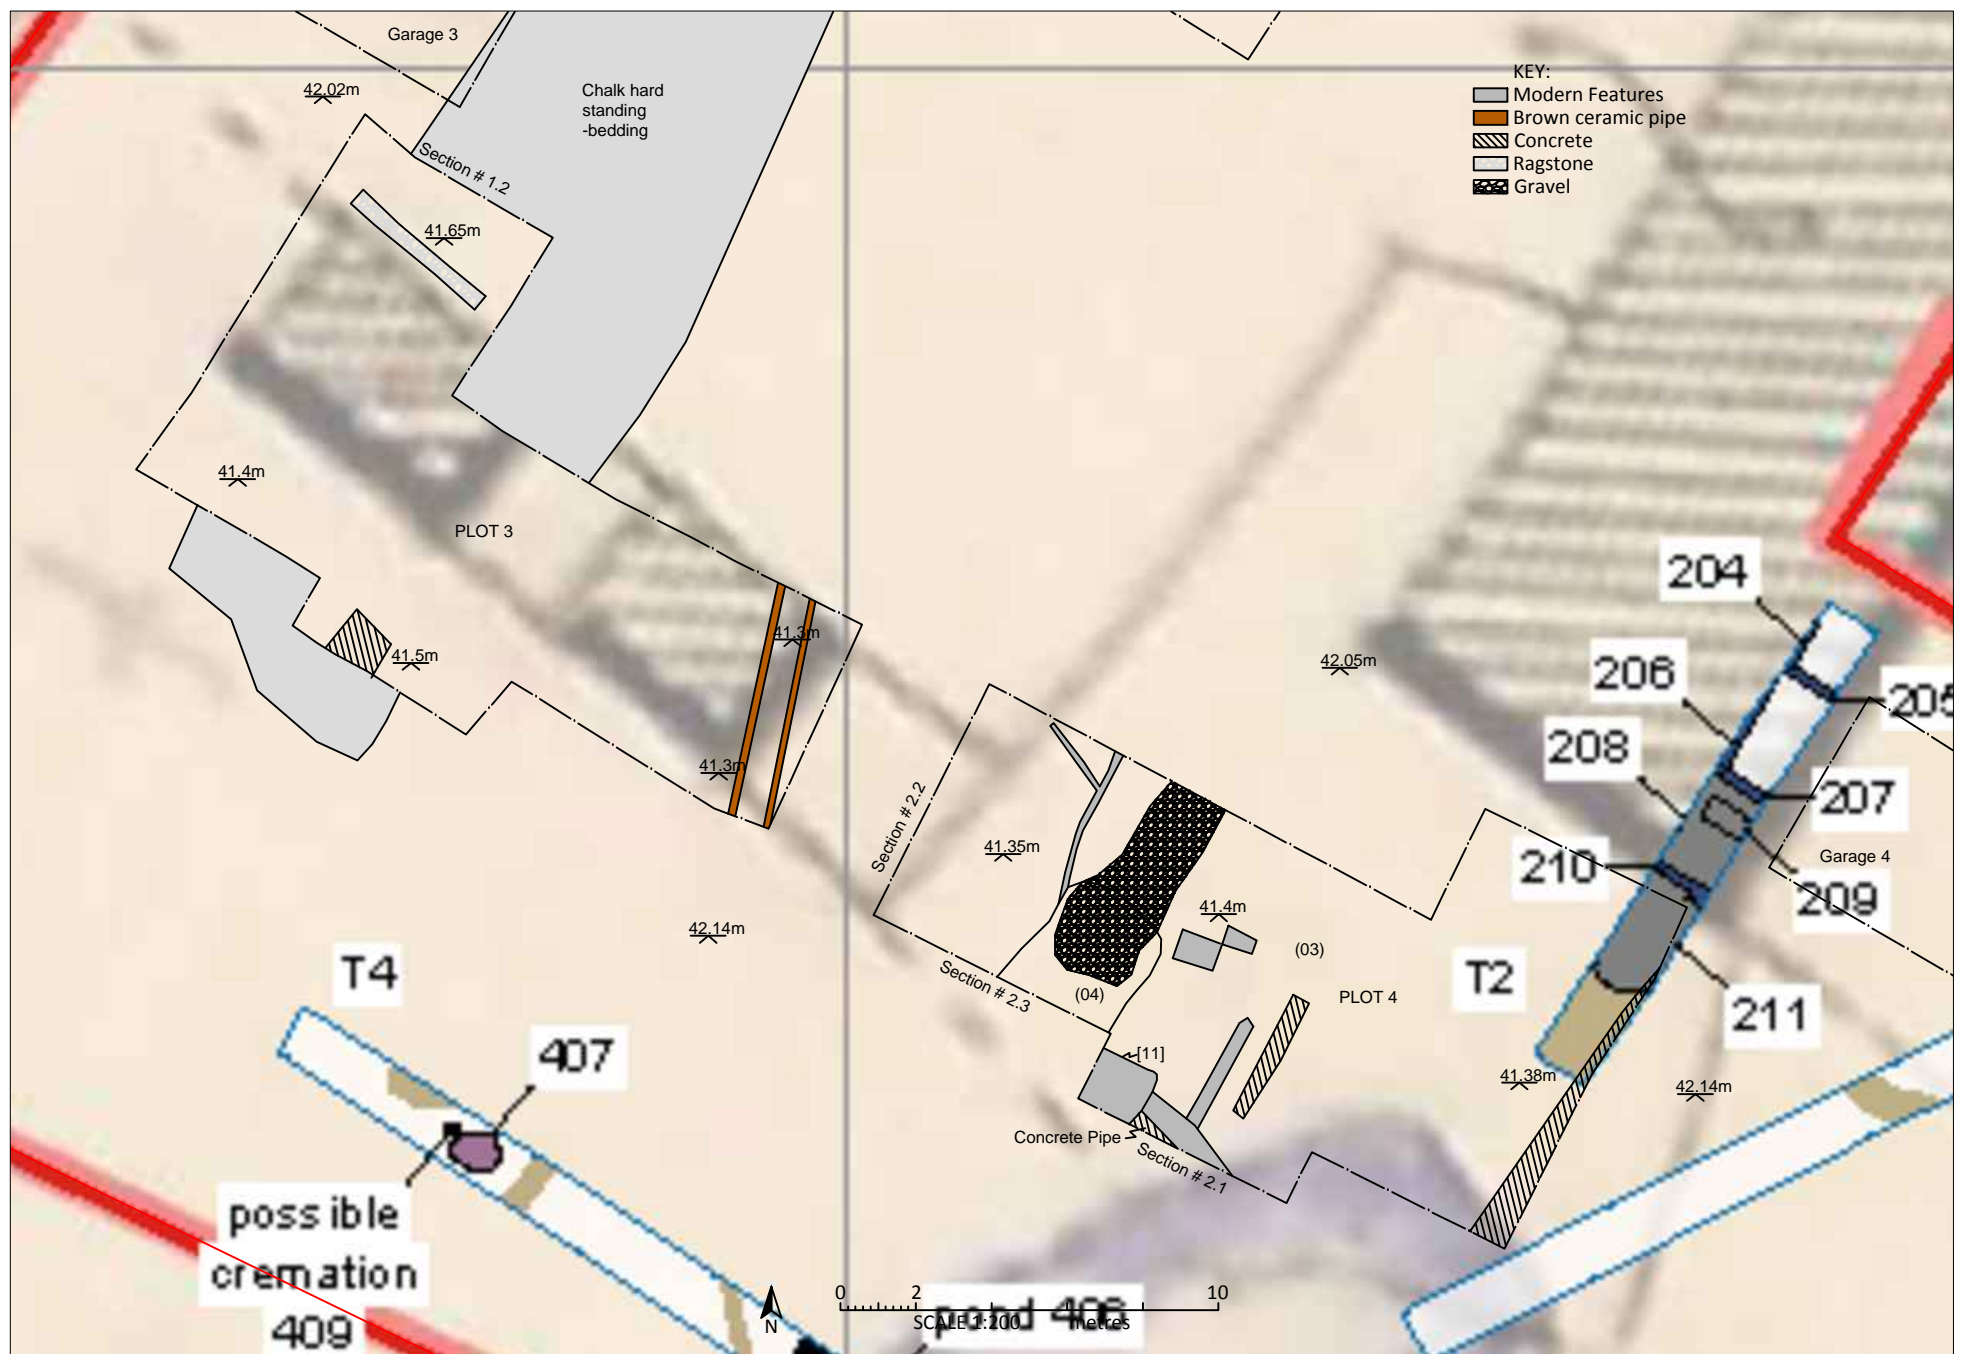 Garage 3
42.02m
Chalk hard
standing
-bedding
KEY:
Modern Features
Brown ceramic pipe
Concrete
Ragstone
Gravel
Section # 1.2
41.65m
41.4m
PLOT 3
41.5m
41.3m
41.3m
42.05m
204
205
206
207
208
209
210
211
Garage 4
Section # 2.2
41.35m
41.4m
42.14m
(03)
Section # 2.3
(04)
PLOT 4
T2
T4
407
[11]
41.38m
42.14m
Concrete Pipe
Section # 2.1
possible
cremation
409
N
0 2 10
SCALE 1:200 metres
pond 406